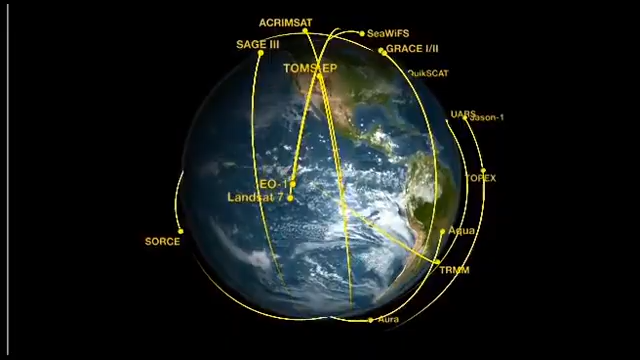 ACRIMSAT
SeaWiFS
SAGE III
GRACE I/II
TOMS-EP
QuikSCAT
UARS
Jason-1
TOPEX
EO-1
Landsat 7
Aqua
SORCE
TRMM
Aura